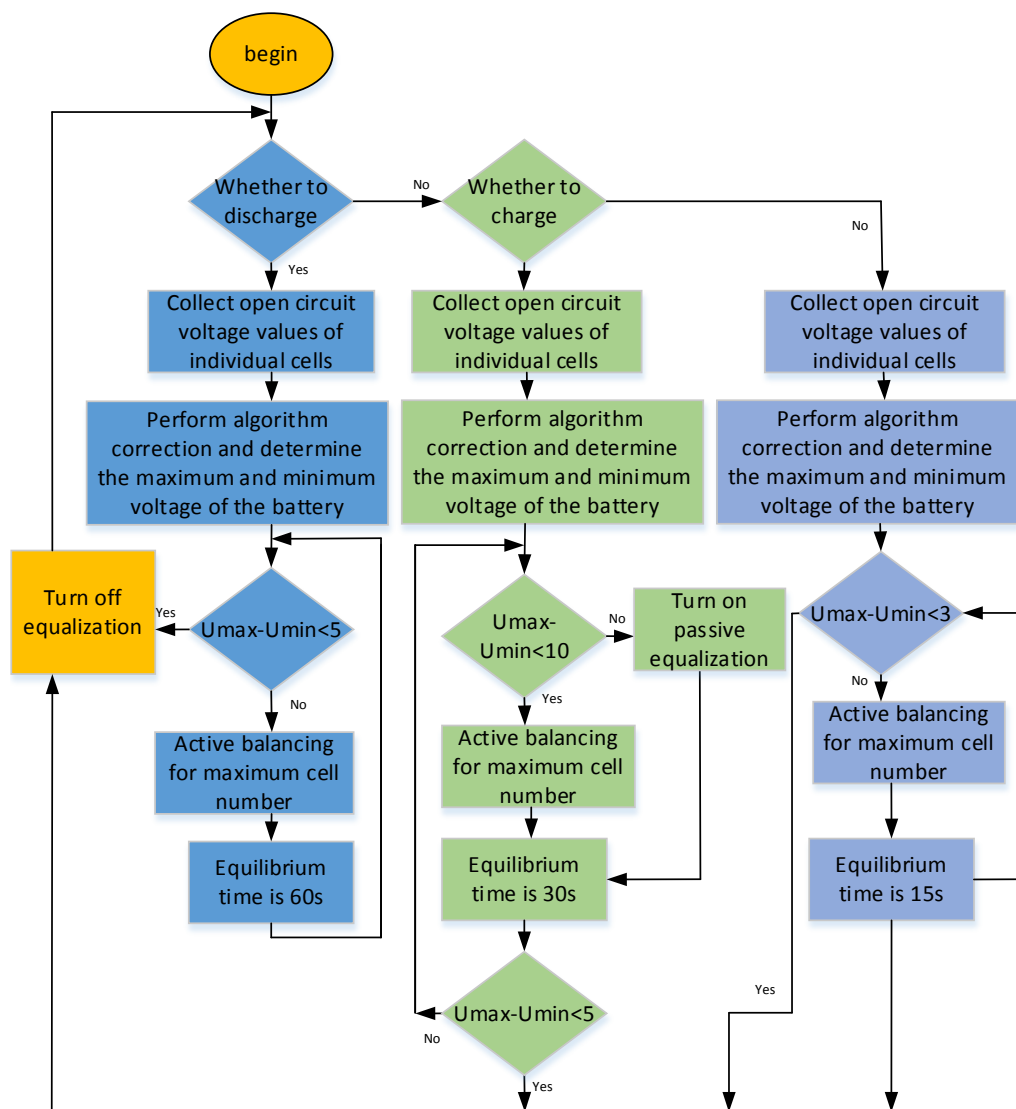 begin
Whether to
discharge
No
Whether to
charge
No
Yes
Collect open circuit
voltage values of
individual cells
Collect open circuit
voltage values of
individual cells
Collect open circuit
voltage values of
individual cells
Perform algorithm
correction and determine
the maximum and minimum
voltage of the battery
Perform algorithm
correction and determine
the maximum and minimum
voltage of the battery
Perform algorithm
correction and determine
the maximum and minimum
voltage of the battery
Turn off
equalization
Yes
Umax-Umin<5
Umax-
Umin<10
No
Turn on
passive
equalization
Umax-Umin<3
No
Yes
No
Active balancing
for maximum cell
number
Active balancing
for maximum cell
number
Active balancing
for maximum cell
number
Equilibrium
time is 60s
Equilibrium
time is 30s
Equilibrium
time is 15s
Yes
Umax-Umin<5
No
Yes